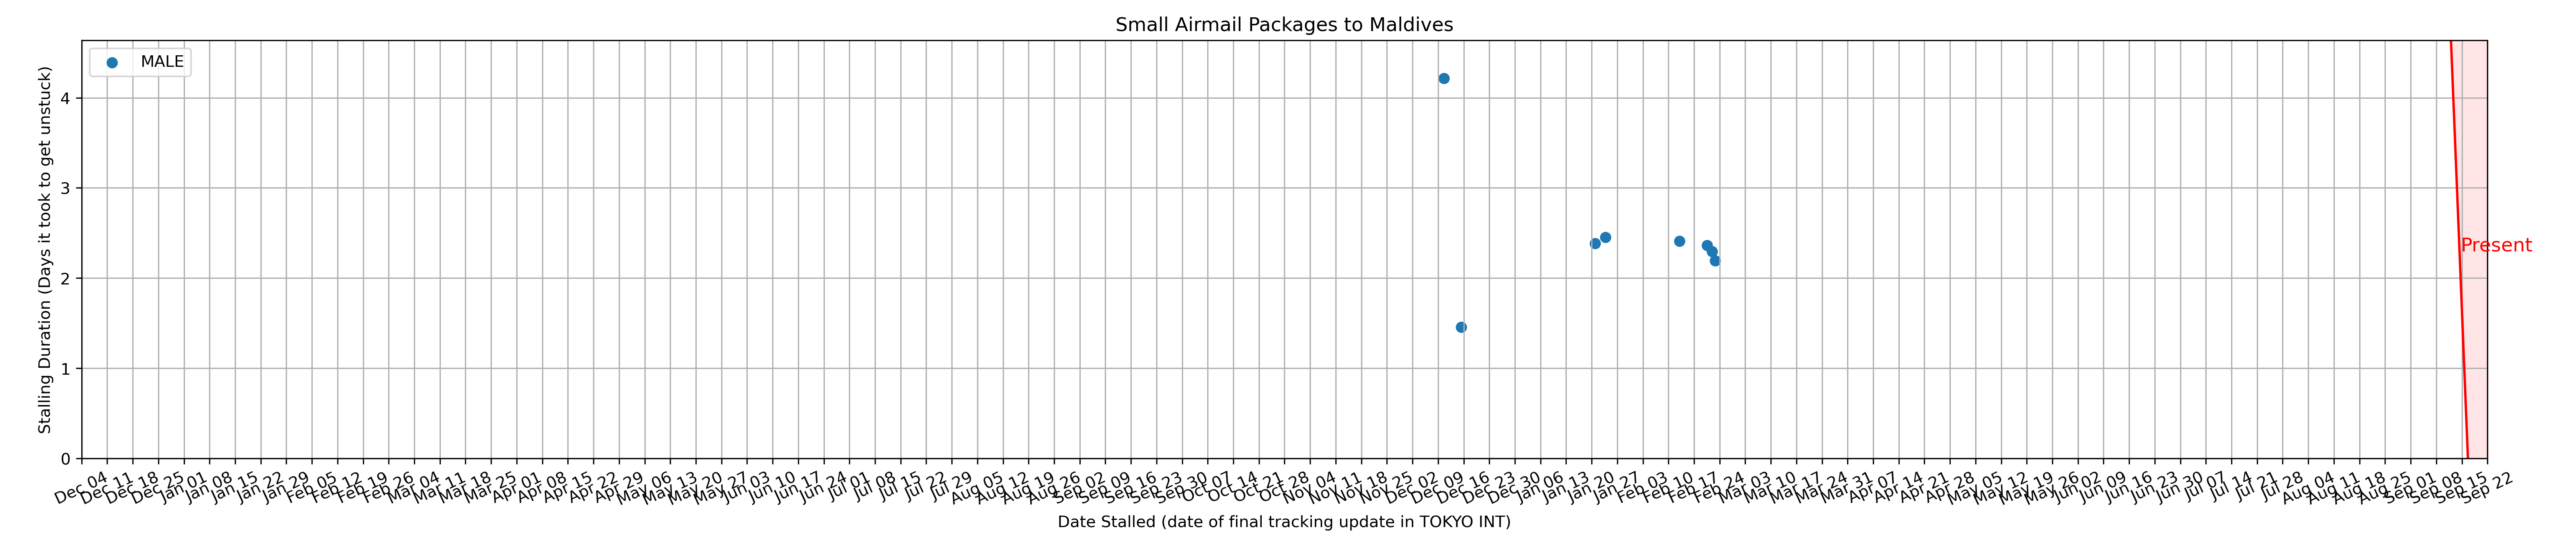 Small Airmail Packages to Maldives
MALE
Stalling Duration (Days it took to get unstuck)
4
3
2
1
0
Present
Dec 04 Dec 11 Dec 18 Dec 25 Jan 01 Jan 08 Jan 15 Jan 22 Jan 29 Feb 05 Feb 12 Feb 19 Feb 26 Mar 04 Mar 11 Mar 18 Mar 25 Apr 01 Apr 08 Apr 15 Apr 22 Apr 29 May 06 May 13 May 20 May 27 Jun 03 Jun 10 Jun 17 Jun 24 Jul 01 Jul 08 Jul 15 Jul 22 Jul 29 Aug 05 Aug 12 Aug 19 Aug 26 Sep 02 Sep 09 Sep 16 Sep 23 Sep 30 Oct 07 Oct 14 Oct 21 Oct 28 Nov 04 Nov 11 Nov 18 Nov 25 Dec 02 Dec 09 Dec 16 Dec 23 Dec 30 Jan 06 Jan 13 Jan 20 Jan 27 Feb 03 Feb 10 Feb 17 Feb 24 Mar 03 Mar 10 Mar 17 Mar 24 Mar 31 Apr 07 Apr 14 Apr 21 Apr 28 May 05 May 12 May 19 May 26 Jun 02 Jun 09 Jun 16 Jun 23 Jun 30 Jul 07 Jul 14 Jul 21 Jul 28 Aug 04 Aug 11 Aug 18 Aug 25 Sep 01 Sep 08 Sep 15 Sep 22
Date Stalled (date of final tracking update in TOKYO INT)